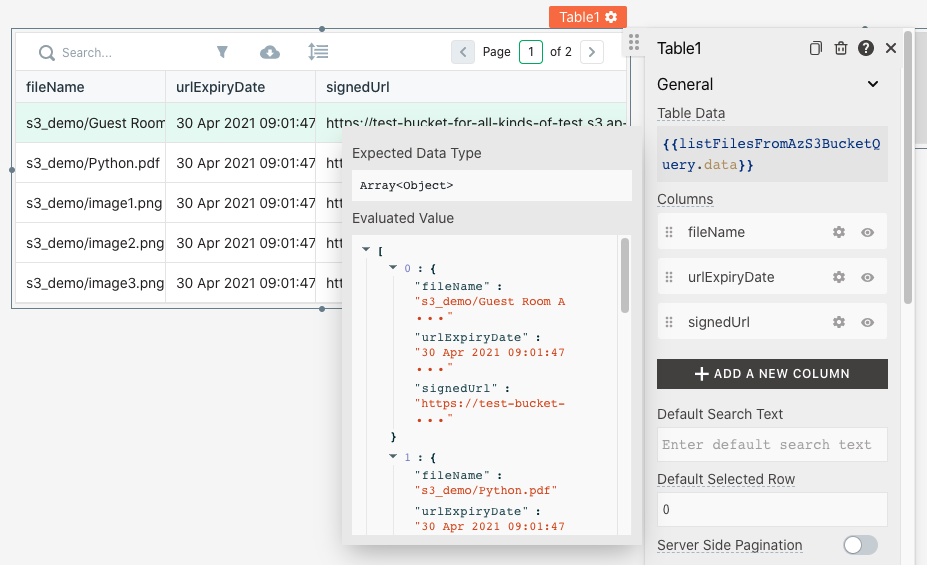 Table1
Search...
Page 1 of 2
fileName urlExpiryDate signedUrl
s3_demo/Guest Room 30 Apr 2021 09:01:47 https://test-bucket-for-all-kinds-of-test.s3.ap-
s3_demo/Python.pdf 30 Apr 2021 09:01:47 htt
s3_demo/image1.png 30 Apr 2021 09:01:47 htt
s3_demo/image2.png 30 Apr 2021 09:01:47 htt
s3_demo/image3.png 30 Apr 2021 09:01:47 htt
Expected Data Type
Array<Object>
Evaluated Value
[
0 : {
"fileName" :
"s3_demo/Guest Room A
..."
"urlExpiryDate" :
"30 Apr 2021 09:01:47
..."
"signedUrl" :
"https://test-bucket-
..."
}
1 : {
"fileName" :
"s3_demo/Python.pdf"
"urlExpiryDate" :
"30 Apr 2021 09:01:47
Table1
General
Table Data
{{listFilesFromAzS3BucketQ
uery.data}}
Columns
fileName
urlExpiryDate
signedUrl
+ ADD A NEW COLUMN
Default Search Text
Enter default search text
Default Selected Row
0
Server Side Pagination